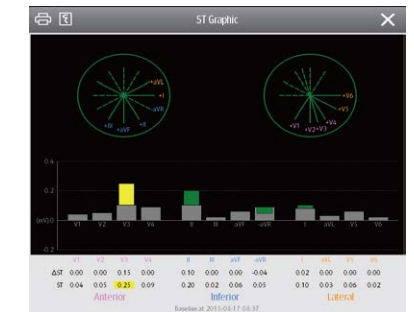 ST Graphic
+aVL
+I
-aVR
+II
+aVF
+III
+V6
+V5
+V4
+V2+V3
+V1
0.4
0.2
(mV)0.0
-0.2
V1 V2 V3 V4 II III aVF -aVR I aVL V5 V6
V1 V2 V3 V4 II III aVF -aVR I aVL V5 V6
ΔST 0.00 0.00 0.15 0.00 0.10 0.00 0.00 -0.04 0.02 0.00 0.00 0.00
ST 0.04 0.05 0.25 0.09 0.20 0.02 0.06 0.05 0.10 0.03 0.06 0.02
Anterior Inferior Lateral
Baseline at 2015-04-17 08:37